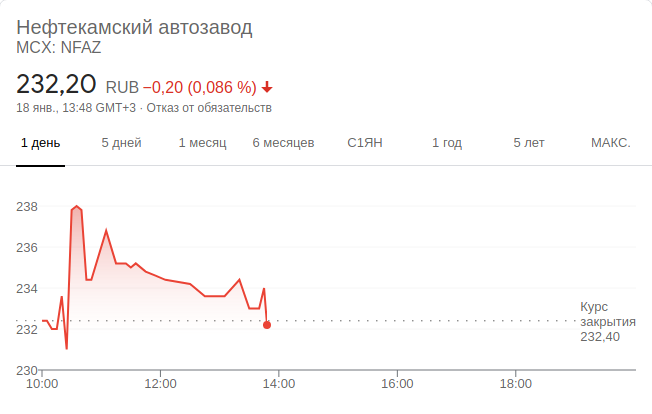 Нефтекамский автозавод
MCX: NFAZ
232,20 RUB −0,20 (0,086 %)
18 янв., 13:48 GMT+3 · Отказ от обязательств
1 день 5 дней 1 месяц 6 месяцев С1ЯН 1 год 5 лет МАКС.
238
236
234
232
230
Курс
закрытия
232,40
10:00 12:00 14:00 16:00 18:00